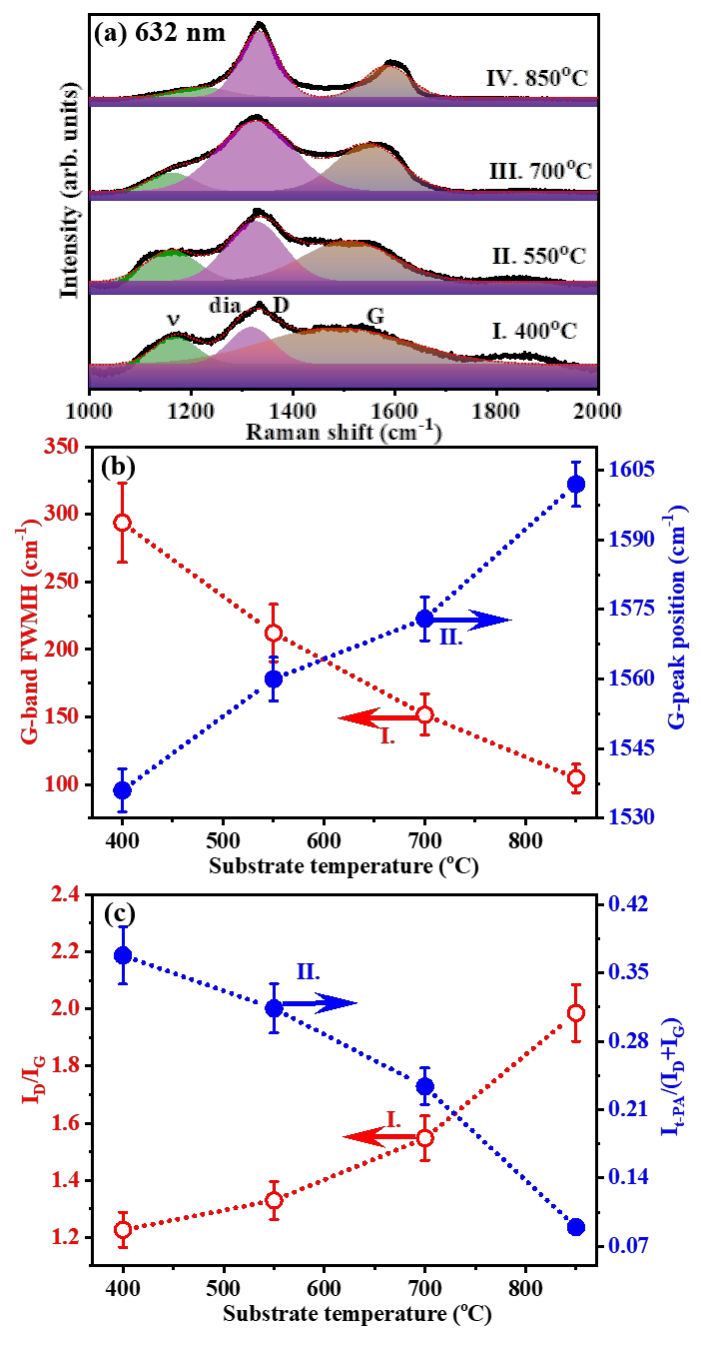 (a) 632 nm
IV. 850°C
III. 700°C
II. 550°C
ν dia D G
I. 400°C
Intensity (arb. units)
1000 1200 1400 1600 1800 2000
Raman shift (cm⁻¹)
(b)
350
300
250
200
150
100
G-band FWMH (cm⁻¹)
1605
1590
1575
1560
1545
1530
G-peak position (cm⁻¹)
II.
I.
400 500 600 700 800
Substrate temperature (°C)
(c)
2.4
2.2
2.0
1.8
1.6
1.4
1.2
I_D/I_G
0.42
0.35
0.28
0.21
0.14
0.07
I_t-PA/(I_D+I_G)
II.
I.
400 500 600 700 800
Substrate temperature (°C)